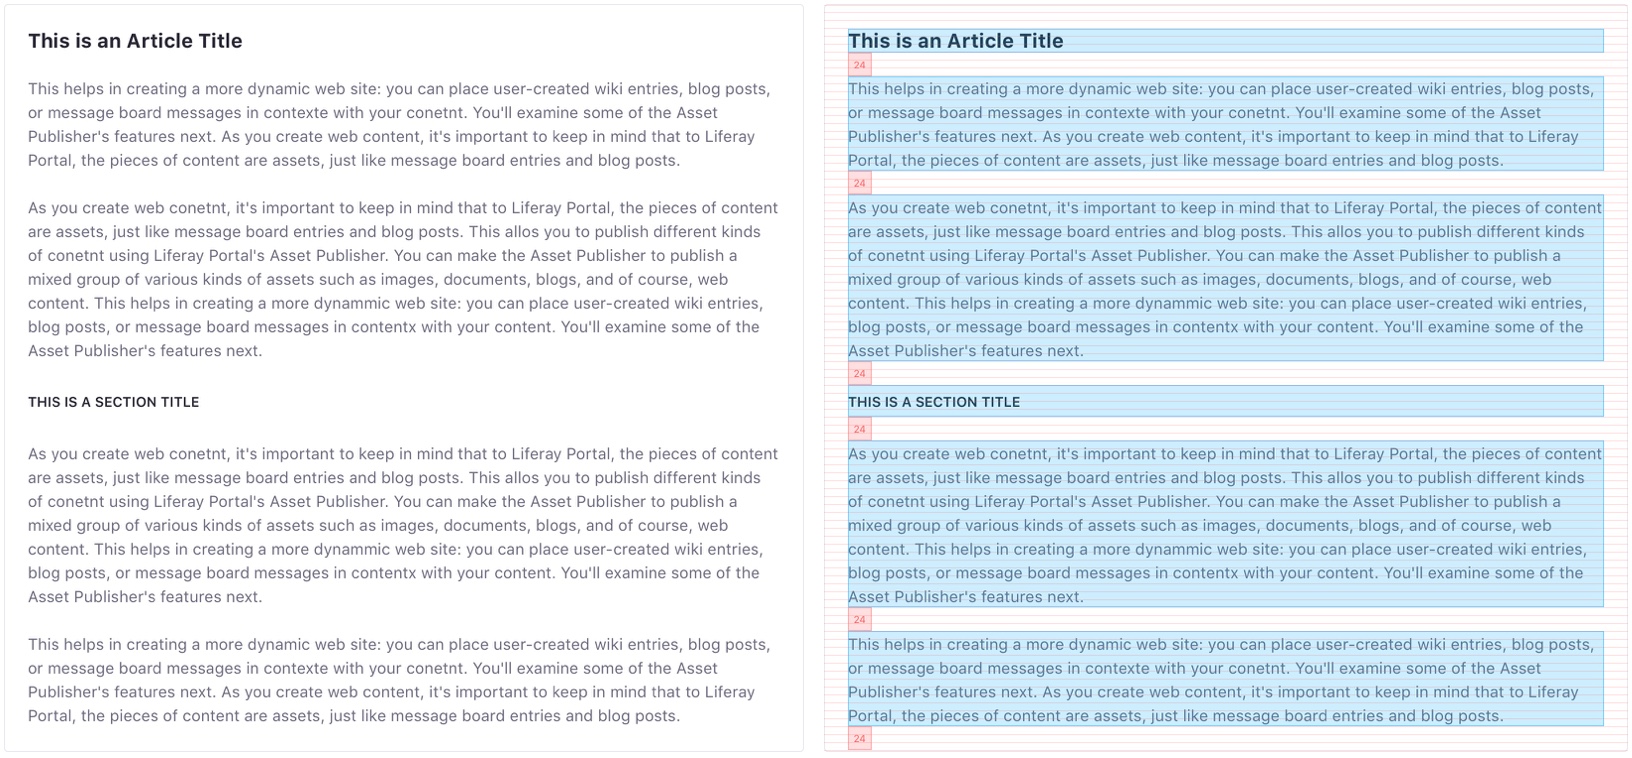 This is an Article Title
This helps in creating a more dynamic web site: you can place user-created wiki entries, blog posts,
or message board messages in contexte with your conetnt. You'll examine some of the Asset
Publisher's features next. As you create web content, it's important to keep in mind that to Liferay
Portal, the pieces of content are assets, just like message board entries and blog posts.
As you create web conetnt, it's important to keep in mind that to Liferay Portal, the pieces of content
are assets, just like message board entries and blog posts. This allos you to publish different kinds
of conetnt using Liferay Portal's Asset Publisher. You can make the Asset Publisher to publish a
mixed group of various kinds of assets such as images, documents, blogs, and of course, web
content. This helps in creating a more dynammic web site: you can place user-created wiki entries,
blog posts, or message board messages in contentx with your content. You'll examine some of the
Asset Publisher's features next.
THIS IS A SECTION TITLE
As you create web conetnt, it's important to keep in mind that to Liferay Portal, the pieces of content
are assets, just like message board entries and blog posts. This allos you to publish different kinds
of conetnt using Liferay Portal's Asset Publisher. You can make the Asset Publisher to publish a
mixed group of various kinds of assets such as images, documents, blogs, and of course, web
content. This helps in creating a more dynammic web site: you can place user-created wiki entries,
blog posts, or message board messages in contentx with your content. You'll examine some of the
Asset Publisher's features next.
This helps in creating a more dynamic web site: you can place user-created wiki entries, blog posts,
or message board messages in contexte with your conetnt. You'll examine some of the Asset
Publisher's features next. As you create web content, it's important to keep in mind that to Liferay
Portal, the pieces of content are assets, just like message board entries and blog posts.
This is an Article Title
24
This helps in creating a more dynamic web site: you can place user-created wiki entries, blog posts,
or message board messages in contexte with your conetnt. You'll examine some of the Asset
Publisher's features next. As you create web content, it's important to keep in mind that to Liferay
Portal, the pieces of content are assets, just like message board entries and blog posts.
24
As you create web conetnt, it's important to keep in mind that to Liferay Portal, the pieces of content
are assets, just like message board entries and blog posts. This allos you to publish different kinds
of conetnt using Liferay Portal's Asset Publisher. You can make the Asset Publisher to publish a
mixed group of various kinds of assets such as images, documents, blogs, and of course, web
content. This helps in creating a more dynammic web site: you can place user-created wiki entries,
blog posts, or message board messages in contentx with your content. You'll examine some of the
Asset Publisher's features next.
24
THIS IS A SECTION TITLE
24
As you create web conetnt, it's important to keep in mind that to Liferay Portal, the pieces of content
are assets, just like message board entries and blog posts. This allos you to publish different kinds
of conetnt using Liferay Portal's Asset Publisher. You can make the Asset Publisher to publish a
mixed group of various kinds of assets such as images, documents, blogs, and of course, web
content. This helps in creating a more dynammic web site: you can place user-created wiki entries,
blog posts, or message board messages in contentx with your content. You'll examine some of the
Asset Publisher's features next.
24
This helps in creating a more dynamic web site: you can place user-created wiki entries, blog posts,
or message board messages in contexte with your conetnt. You'll examine some of the Asset
Publisher's features next. As you create web content, it's important to keep in mind that to Liferay
Portal, the pieces of content are assets, just like message board entries and blog posts.
24